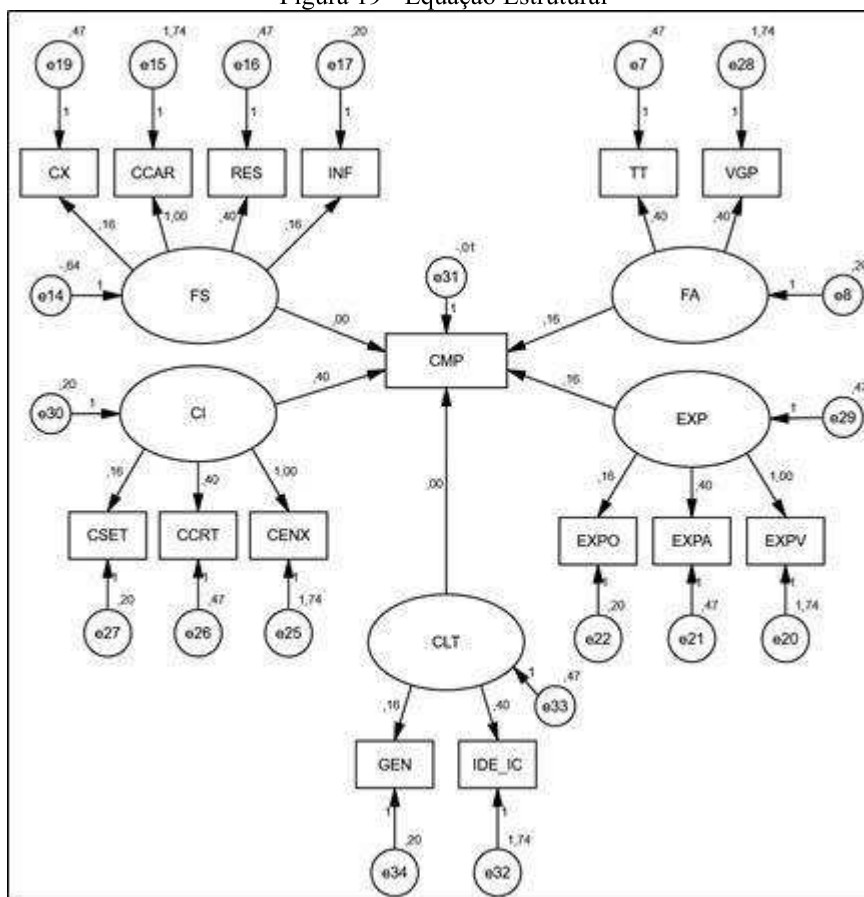 Figura 19 - Equação Estrutural
,47 1,74 ,47 ,20 ,47 1,74
e19 e15 e16 e17 e7 e28
1 1 1 1 1 1
CX CCAR RES INF TT VGP
,16 1,00 ,40 ,16 ,40 ,40
-,64 -,01
e14 1 FS e31 FA 1 e8
1
,00 ,16
CMP
,20 ,40 ,16
e30 1 CI EXP 1 e29
,16 ,40 1,00 ,00 ,16 ,40 1,00
CSET CCRT CENX EXPO EXPA EXPV
1 1 1 1 1 1
,20 ,47 1,74 ,20 ,47 1,74
e27 e26 e25 e22 e21 e20
CLT
1 ,47
e33
,16 ,40
GEN IDE_IC
1 1
,20 1,74
e34 e32